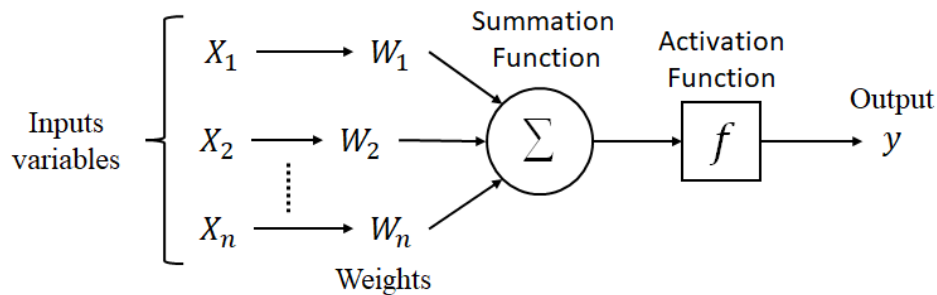 Summation
Function
Activation
Function
X₁ W₁
Output
Inputs
variables
X₂ W₂ Σ f y
Xₙ Wₙ
Weights